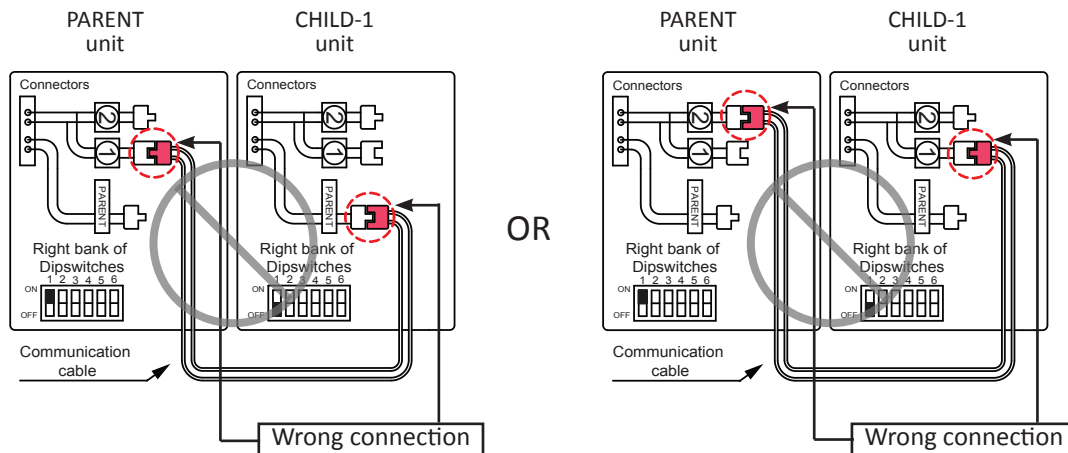 PARENT
unit
CHILD-1
unit
Connectors
2
1
PARENT
Right bank of
Dipswitches
1 2 3 4 5 6
ON
OFF
Connectors
2
1
PARENT
Right bank of
Dipswitches
1 2 3 4 5 6
ON
OFF
Communication
cable
Wrong connection
OR
PARENT
unit
CHILD-1
unit
Connectors
2
1
PARENT
Right bank of
Dipswitches
1 2 3 4 5 6
ON
OFF
Connectors
2
1
PARENT
Right bank of
Dipswitches
1 2 3 4 5 6
ON
OFF
Communication
cable
Wrong connection